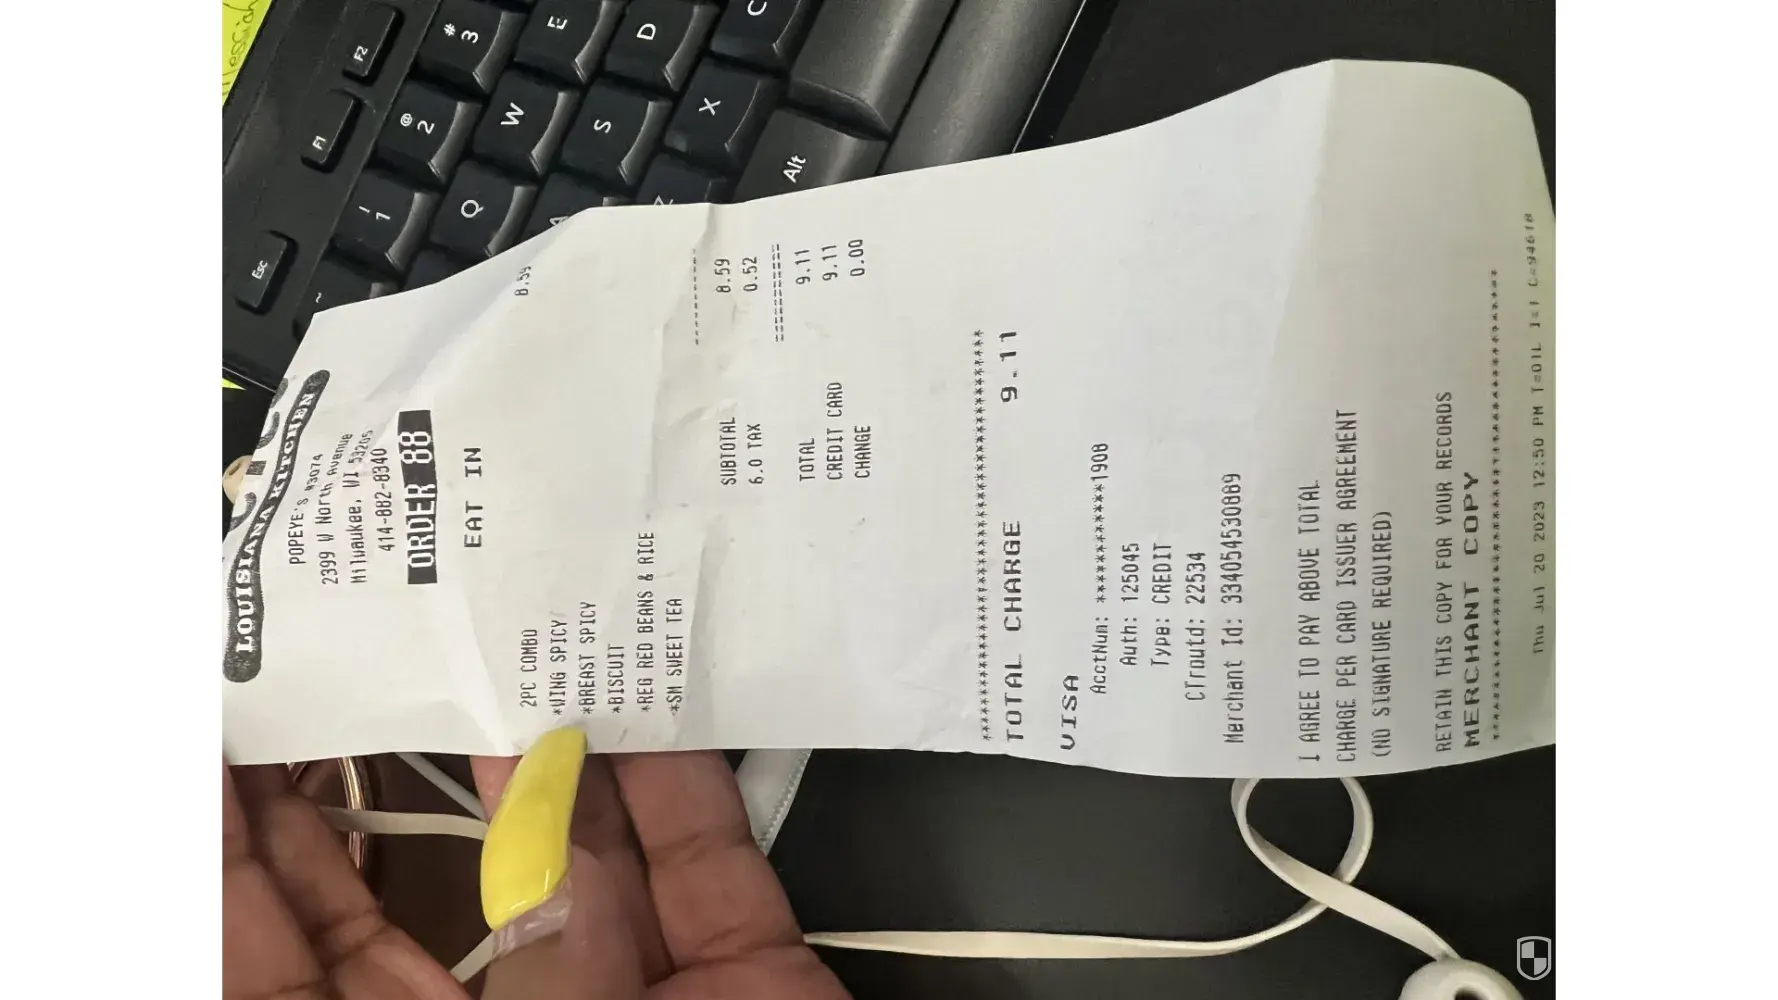 LOUISIANA KITCHEN
POPEYE'S #3074
2399 W North Avenue
Milwaukee, WI 53205
414-882-8340
ORDER 88
EAT IN
2PC COMBO 8.59
*WING SPICY
*BREAST SPICY
*BISCUIT
*REG RED BEANS & RICE
*SM SWEET TEA
SUBTOTAL 8.59
6.0 TAX 0.52
TOTAL 9.11
CREDIT CARD 9.11
CHANGE 0.00
TOTAL CHARGE 9.11
VISA
AcctNum: ************1908
Auth: 125045
Type: CREDIT
CTroutd: 22534
Merchant Id: 334054530889
I AGREE TO PAY ABOVE TOTAL
CHARGE PER CARD ISSUER AGREEMENT
(NO SIGNATURE REQUIRED)
RETAIN THIS COPY FOR YOUR RECORDS
MERCHANT COPY
Thu Jul 20 2023 12:50 PM
Esc
F1
F2
~
! 1
@ 2
# 3
Q
W
E
A
S
D
Z
X
C
Alt